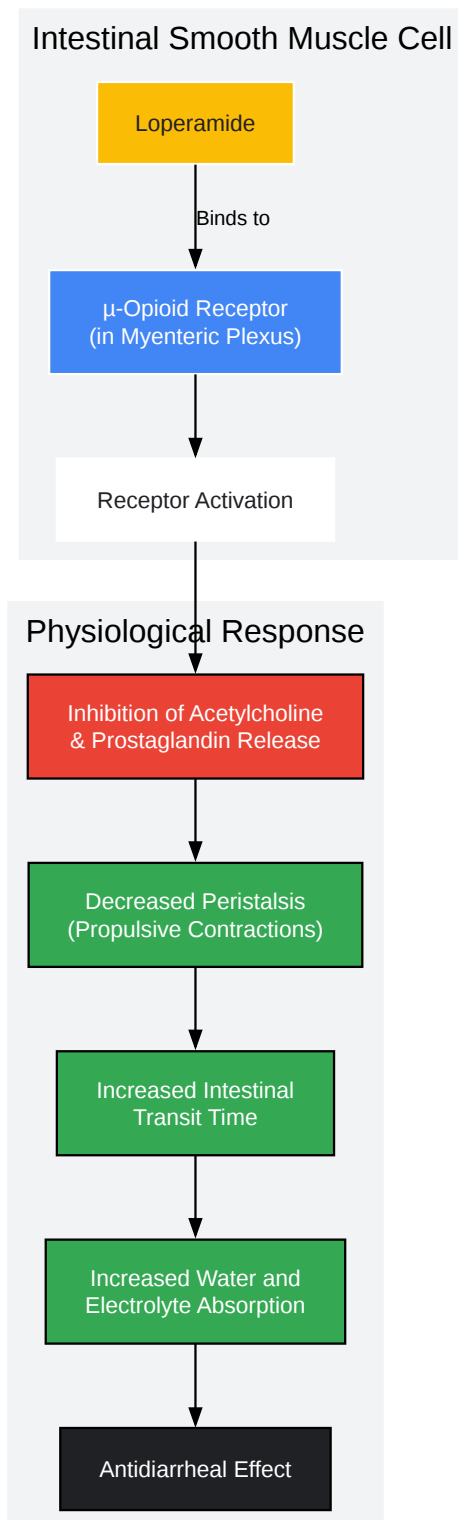 Intestinal Smooth Muscle Cell
Loperamide
Binds to
µ-Opioid Receptor
(in Myenteric Plexus)
Receptor Activation
Physiological Response
Inhibition of Acetylcholine
& Prostaglandin Release
Decreased Peristalsis
(Propulsive Contractions)
Increased Intestinal
Transit Time
Increased Water and
Electrolyte Absorption
Antidiarrheal Effect